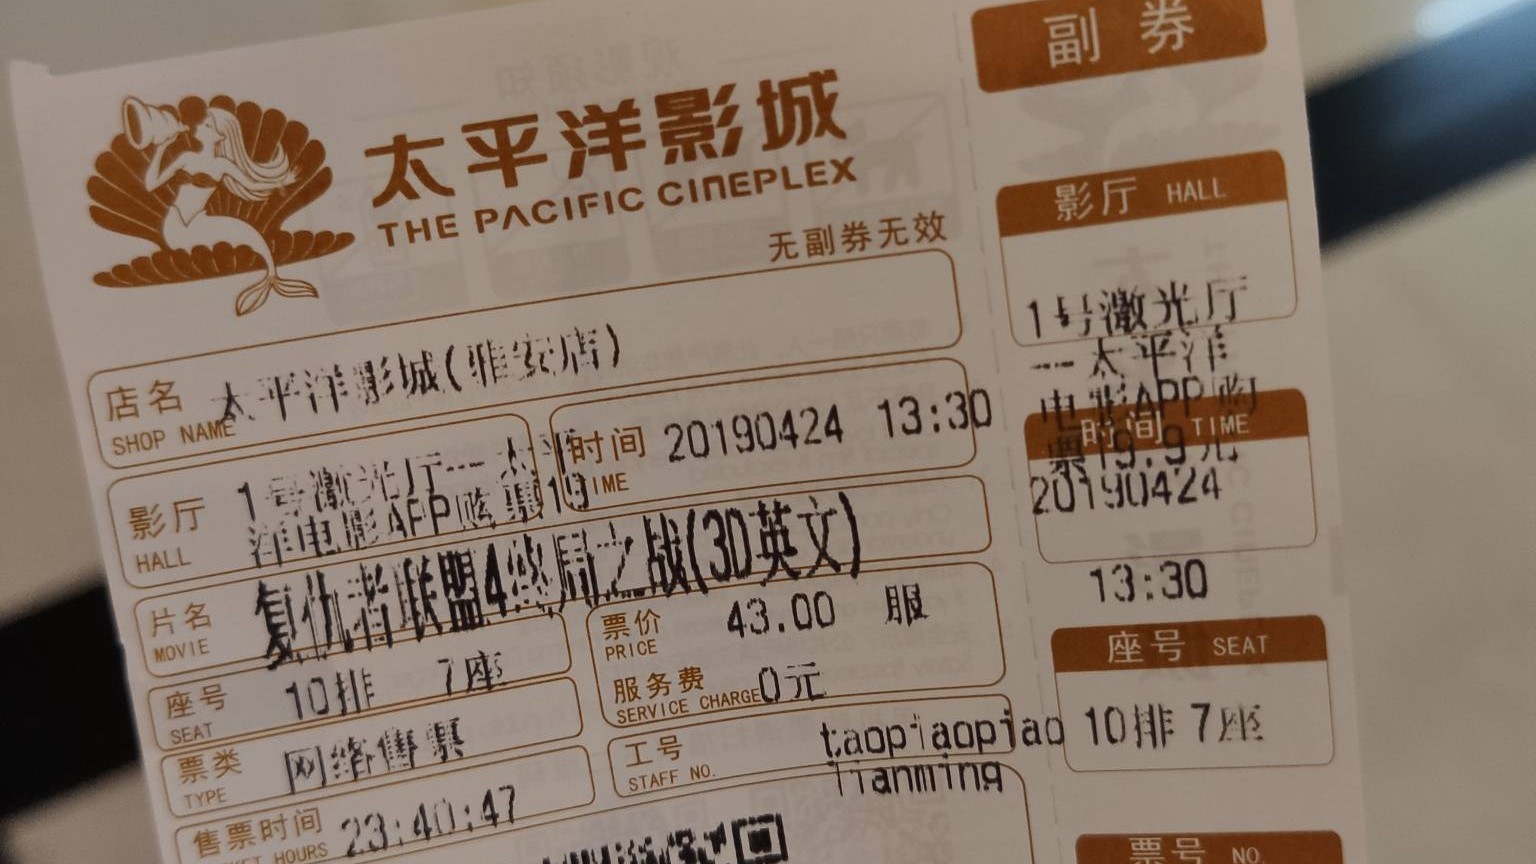 太平洋影城
THE PACIFIC CINEPLEX
无副券无效
店名 太平洋影城(雅安店)
SHOP NAME
影厅 1号激光厅--太平
洋电影APP购票19
HALL
时间 20190424 13:30
TIME
片名 复仇者联盟4终局之战(3D英文)
MOVIE
座号 10排 7座
SEAT
票价 43.00 服
PRICE
服务费 0元
SERVICE CHARGE
票类 网络售票
TYPE
工号 taopiaopiao
lianming
STAFF NO.
售票时间 23:40:47
HOURS
副券
影厅 HALL
1号激光厅
--太平洋
电影APP购
票19.9元
时间 TIME
20190424
13:30
座号 SEAT
10排 7座
票号 NO.